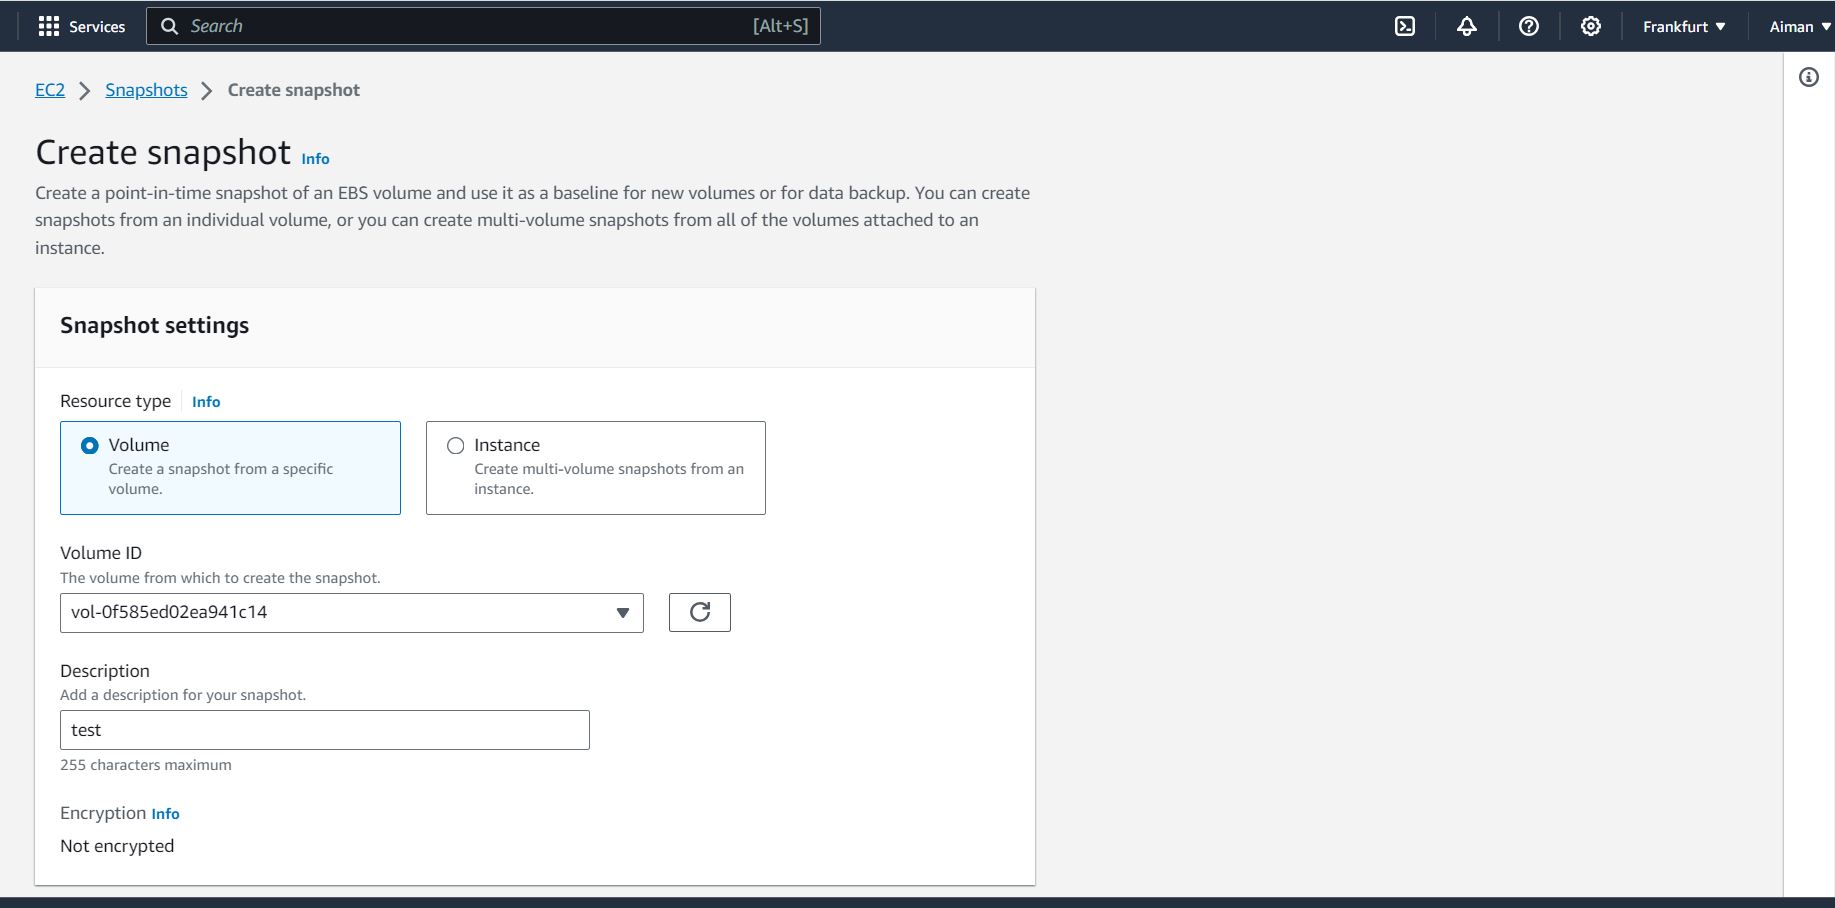 Services
Search [Alt+S]
Frankfurt
Aiman
EC2 > Snapshots > Create snapshot
Create snapshot Info
Create a point-in-time snapshot of an EBS volume and use it as a baseline for new volumes or for data backup. You can create
snapshots from an individual volume, or you can create multi-volume snapshots from all of the volumes attached to an
instance.
Snapshot settings
Resource type Info
Volume
Create a snapshot from a specific
volume.
Instance
Create multi-volume snapshots from an
instance.
Volume ID
The volume from which to create the snapshot.
vol-0f585ed02ea941c14
Description
Add a description for your snapshot.
test
255 characters maximum
Encryption Info
Not encrypted